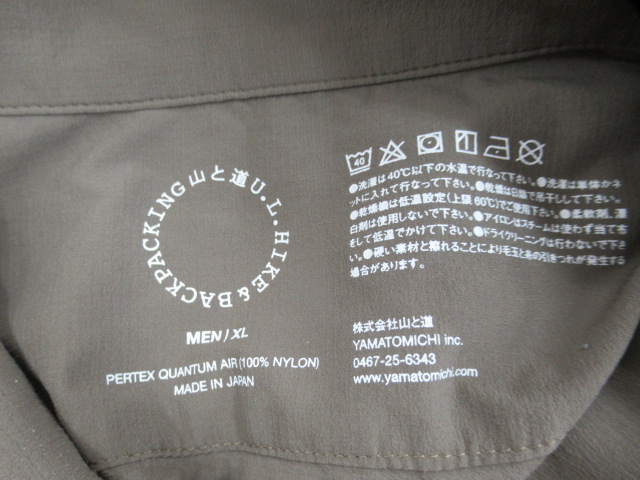 山と道 U.L. HIKE & BACKPACKING
MEN / XL
PERTEX QUANTUM AIR (100% NYLON)
MADE IN JAPAN
40
●洗濯は40℃以下の水温で行なって下さい。●洗濯は単体かネ
ットに入れて行なって下さい。●乾燥は日陰で吊干しして下さい。
●乾燥機は低温設定(上限60℃)でご使用下さい。●柔軟剤、漂
白剤は使用しないで下さい。●アイロンはスチームは使わず当て布
をして低温でかけて下さい。●ドライクリーニングは行わないで下さ
い。●硬い素材と擦れることにより毛玉と糸の引きつれが発生する
場合があります。
株式会社山と道
YAMATOMICHI inc.
0467-25-6343
www.yamatomichi.com